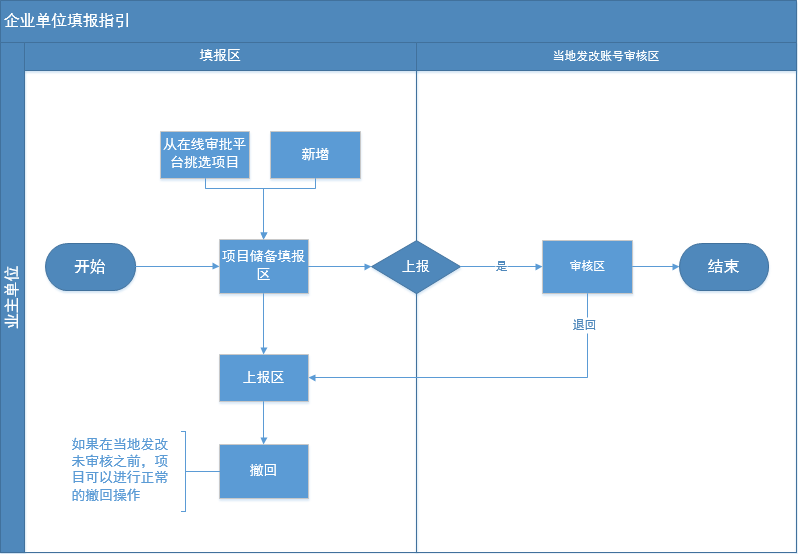 企业单位填报指引
填报区
当地发改账号审核区
业主单位
从在线审批平
台挑选项目
新增
开始
项目储备填报
区
上报
是
审核区
结束
退回
上报区
如果在当地发改
未审核之前，项
目可以进行正常
的撤回操作
撤回